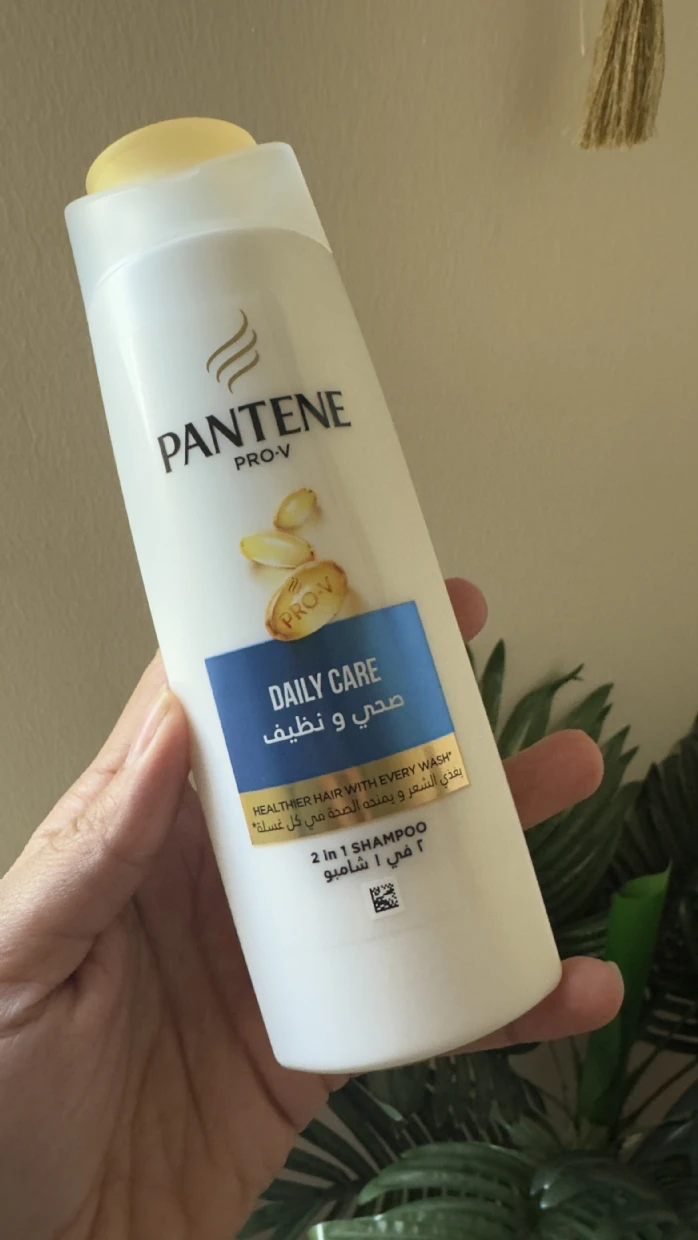 PANTENE
PRO-V
PRO-V
DAILY CARE
صحي و نظيف
HEALTHIER HAIR WITH EVERY WASH*
يغذي الشعر و يمنحه الصحة في كل غسلة*
2 in 1 SHAMPOO
٢ في ١ شامبو